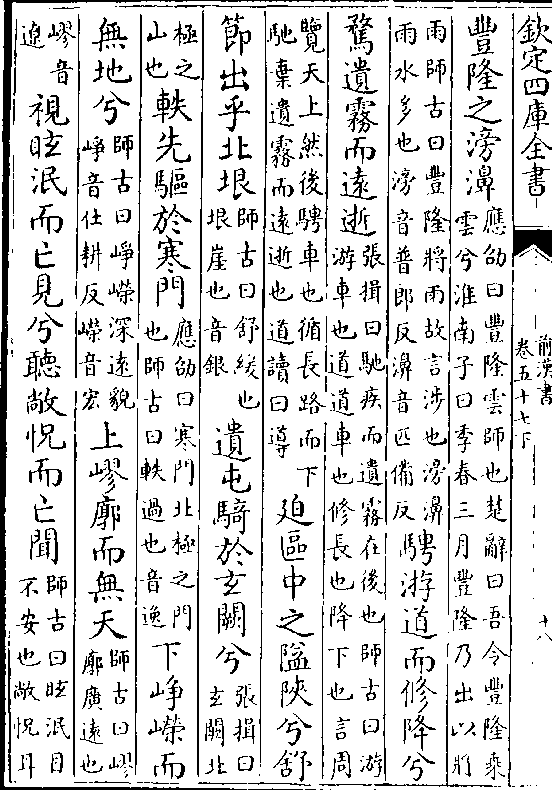 欽定四庫全書
前漢書
卷五十七下
十八
豐隆之滂濞應劭曰豐隆雲師也楚辭曰吾令豐隆乘
雲兮淮南子曰季春三月豐隆乃出以將
雨師古曰豐隆將雨故言涉也滂濞
雨水多也滂音普郎反濞音匹備反騁游道而修降兮
張揖曰馳疾而遺霧在後也師古曰游
游車也道道車也修長也降下也言周
騖遺霧而遠逝
覽天上然後騁車也循長路而下
馳棄遺霧而遠逝也道讀曰導迫區中之隘陜兮舒
節出乎北垠師古曰舒緩也
垠崖也音銀遺屯騎於玄闕兮張揖曰
玄闕北
極之
山也軼先驅於寒門應劭曰寒門北極之門
也師古曰軼過也音逸下崢嶸而
無地兮師古曰崢嶸深遠貌
崢音仕耕反嶸音宏上嵺廓而無天師古曰嵺
廓廣遠也
嵺音
遼視眩泯而亡見兮聽敞怳而亡聞師古曰眩泯目
不安也敞怳耳